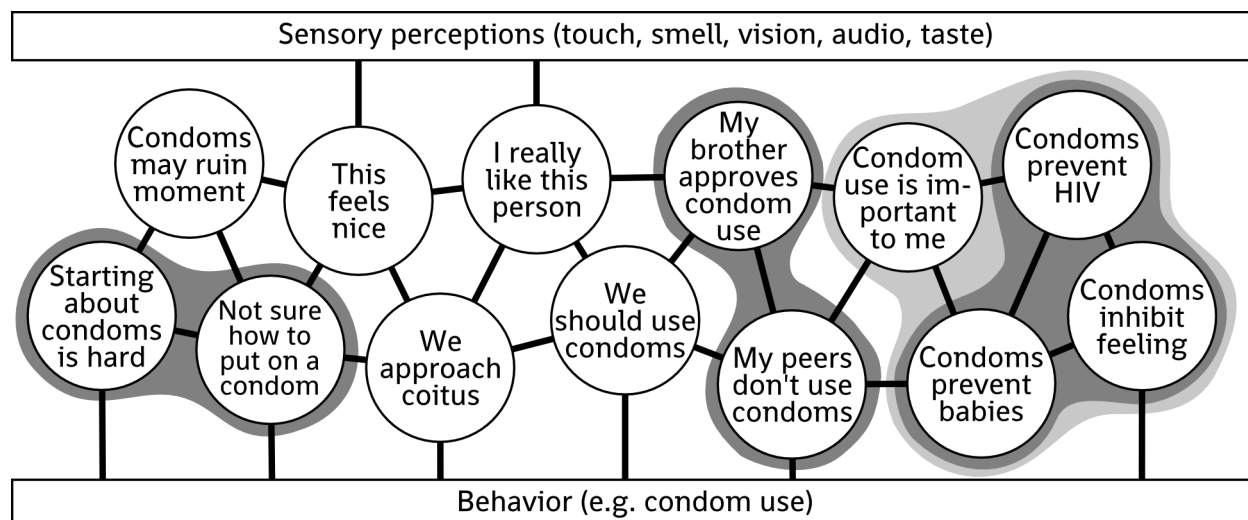 Sensory perceptions (touch, smell, vision, audio, taste)
Condoms
may ruin
moment
This
feels
nice
I really
like this
person
My
brother
approves
condom
use
Condom
use is im-
portant
to me
Condoms
prevent
HIV
Starting
about
condoms
is hard
Not sure
how to
put on a
condom
We
approach
coitus
We
should use
condoms
My peers
don't use
condoms
Condoms
prevent
babies
Condoms
inhibit
feeling
Behavior (e.g. condom use)